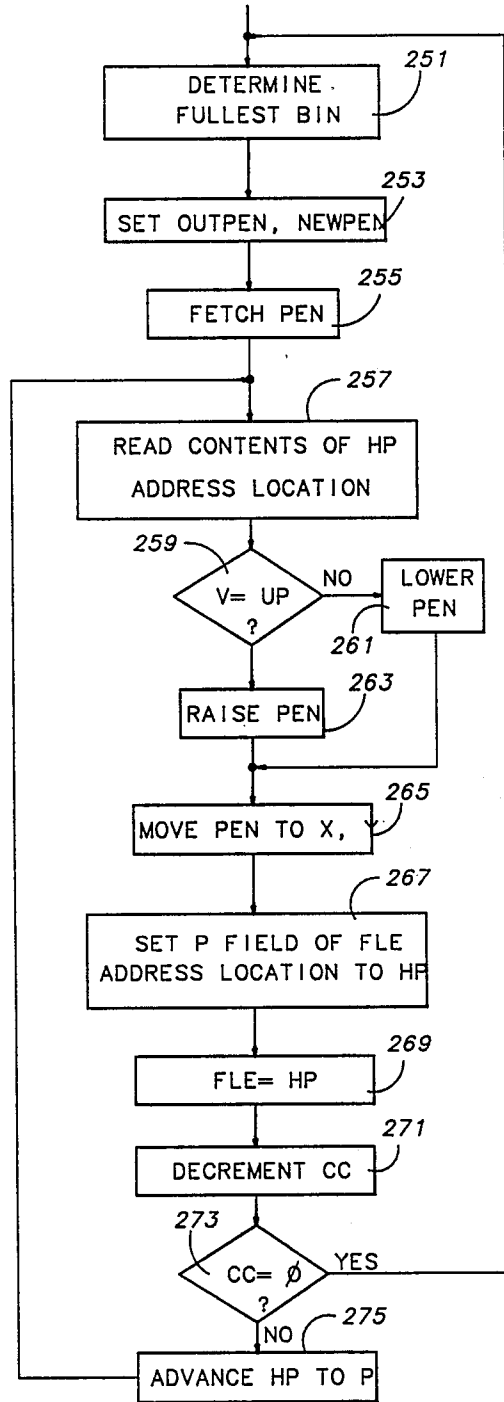 251
DETERMINE
FULLEST BIN
253
SET OUTPEN, NEWPEN
255
FETCH PEN
257
READ CONTENTS OF HP
ADDRESS LOCATION
259
V= UP
?
NO
LOWER
PEN
261
263
RAISE PEN
265
MOVE PEN TO X, Y
267
SET P FIELD OF FLE
ADDRESS LOCATION TO HP
269
FLE= HP
271
DECREMENT CC
273
CC= Ø
?
YES
NO
275
ADVANCE HP TO P